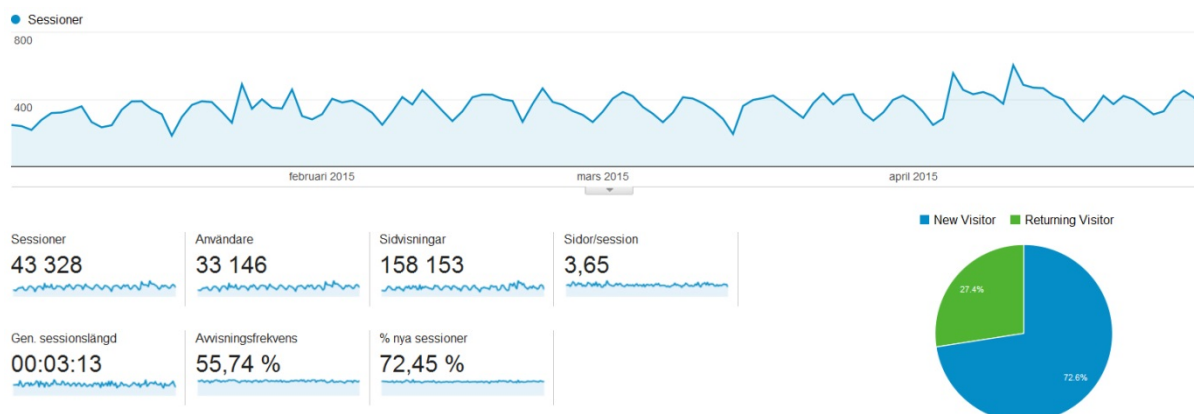 Sessioner
800
400
februari 2015
mars 2015
april 2015
New Visitor
Returning Visitor
Sessioner
43 328
Användare
33 146
Sidvisningar
158 153
Sidor/session
3,65
27.4%
72.6%
Gen. sessionslängd
00:03:13
Avvisningsfrekvens
55,74 %
% nya sessioner
72,45 %